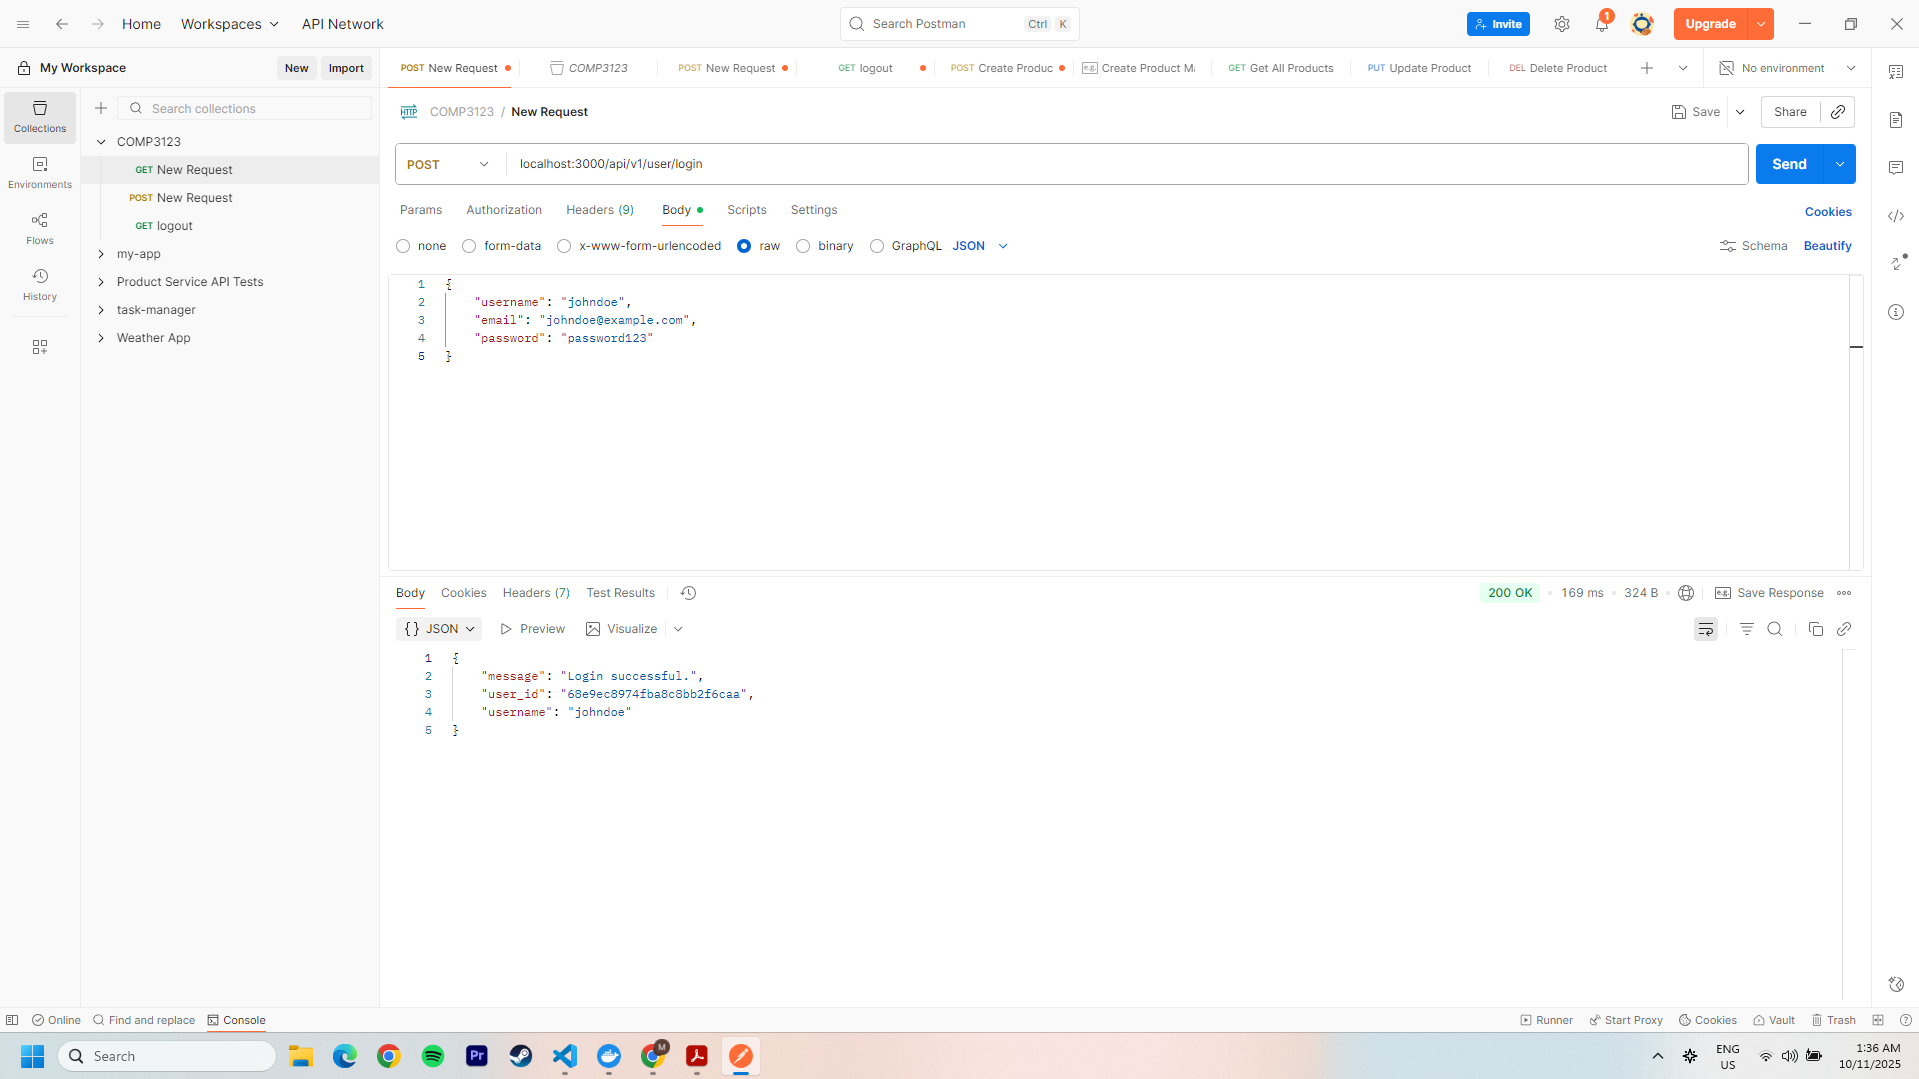 Home Workspaces API Network Search Postman Ctrl K Invite 1 Upgrade
My Workspace New Import
POST New Request COMP3123 POST New Request GET logout POST Create Produc e.g. Create Product Ma GET Get All Products PUT Update Product DEL Delete Product No environment
Collections
Environments
Flows
History
Search collections
COMP3123
GET New Request
POST New Request
GET logout
my-app
Product Service API Tests
task-manager
Weather App
HTTP COMP3123 / New Request Save Share
POST localhost:3000/api/v1/user/login Send
Params Authorization Headers (9) Body Scripts Settings Cookies
none form-data x-www-form-urlencoded raw binary GraphQL JSON Schema Beautify
1 {
2 "username": "johndoe",
3 "email": "johndoe@example.com",
4 "password": "password123"
5 }
Body Cookies Headers (7) Test Results 200 OK 169 ms 324 B e.g. Save Response
{} JSON Preview Visualize
1 {
2 "message": "Login successful.",
3 "user_id": "68e9ec8974fba8c8bb2f6caa",
4 "username": "johndoe"
5 }
Online Find and replace Console Runner Start Proxy Cookies Vault Trash
Search Pr M ENG
US 1:36 AM
10/11/2025